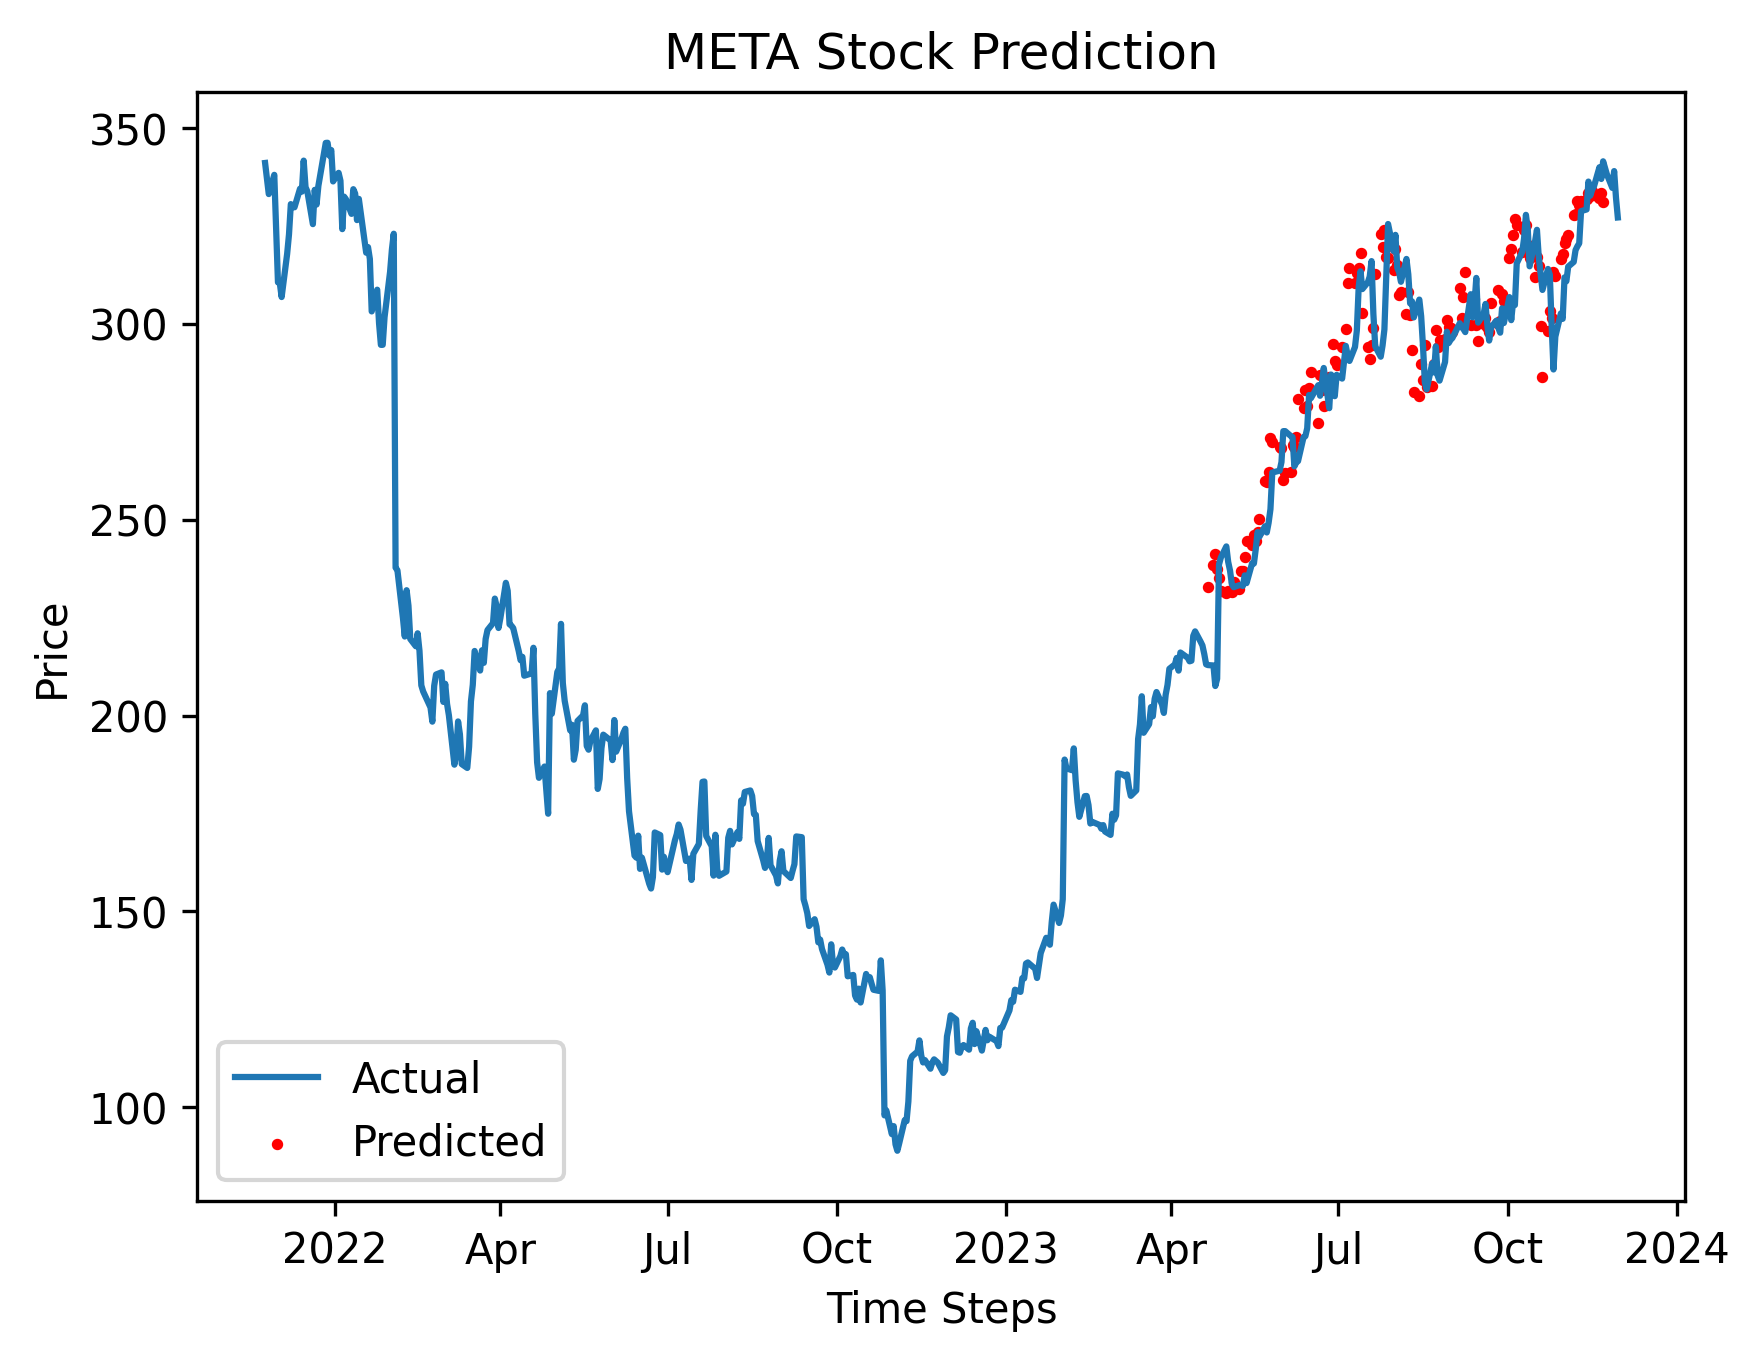 META Stock Prediction
350
300
250
200
150
100
Price
Actual
Predicted
2022 Apr Jul Oct 2023 Apr Jul Oct 2024
Time Steps